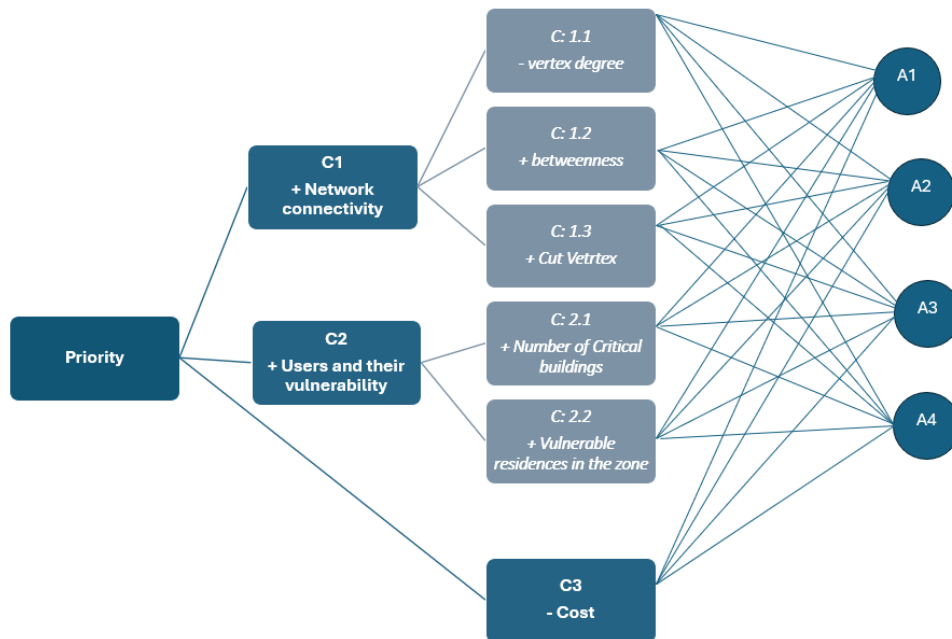 Priority
C1
+ Network
connectivity
C2
+ Users and their
vulnerability
C: 1.1
- vertex degree
C: 1.2
+ betweenness
C: 1.3
+ Cut Vetrtex
C: 2.1
+ Number of Critical
buildings
C: 2.2
+ Vulnerable
residences in the zone
C3
- Cost
A1
A2
A3
A4